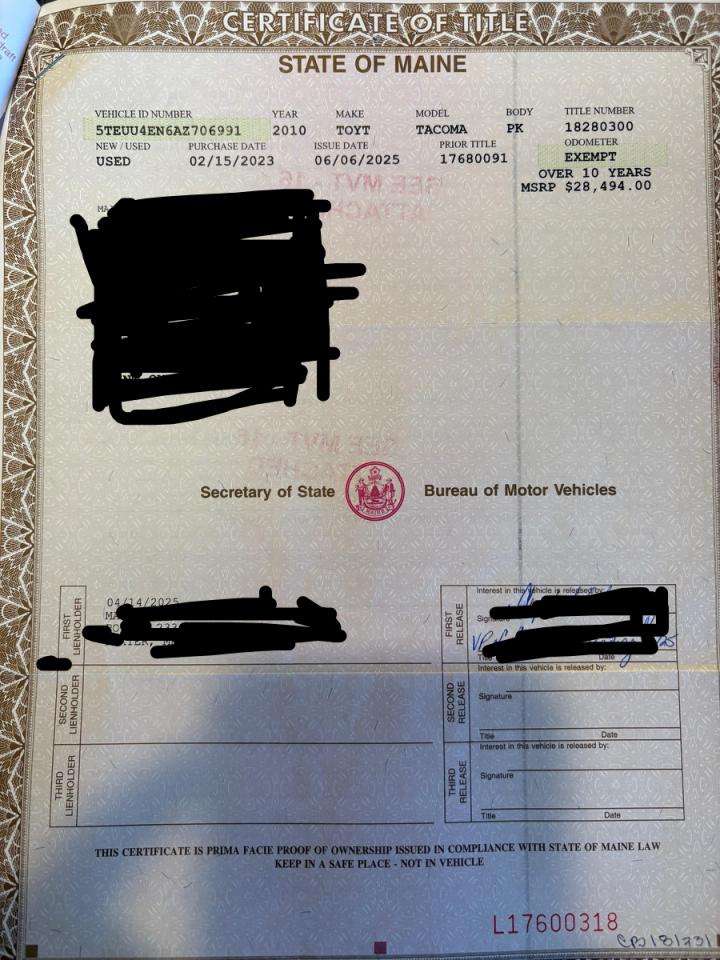 CERTIFICATE OF TITLE
STATE OF MAINE
VEHICLE ID NUMBER YEAR MAKE MODEL BODY TITLE NUMBER
5TEUU4EN6AZ706991 2010 TOYT TACOMA PK 18280300
NEW / USED PURCHASE DATE ISSUE DATE PRIOR TITLE ODOMETER
USED 02/15/2023 06/06/2025 17680091 EXEMPT
OVER 10 YEARS
MSRP $28,494.00
SEE MVT
Secretary of State Bureau of Motor Vehicles
FIRST LIENHOLDER
04/14/2025
FIRST RELEASE
Interest in this vehicle is released by:
Title Date
SECOND LIENHOLDER
SECOND RELEASE
Interest in this vehicle is released by:
Signature
Title Date
THIRD LIENHOLDER
THIRD RELEASE
Interest in this vehicle is released by:
Signature
Title Date
THIS CERTIFICATE IS PRIMA FACIE PROOF OF OWNERSHIP ISSUED IN COMPLIANCE WITH STATE OF MAINE LAW
KEEP IN A SAFE PLACE - NOT IN VEHICLE
L17600318